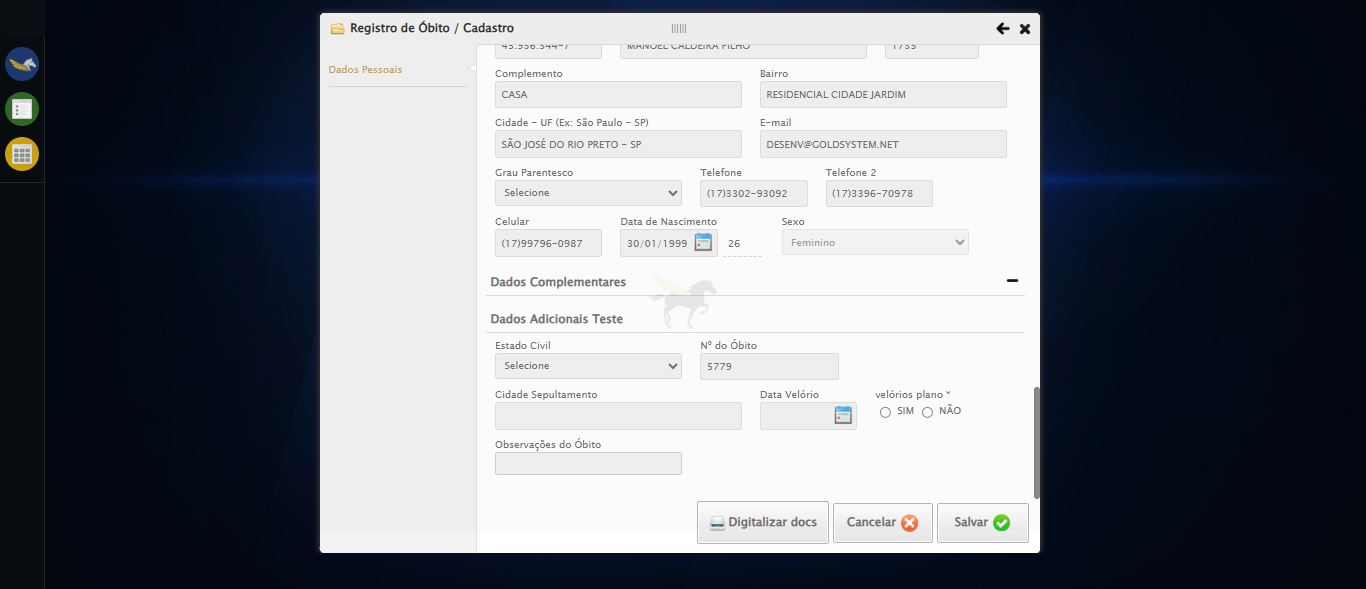 Registro de Óbito / Cadastro
Dados Pessoais
45.936.544-7 MANOEL CALDEIRA FILHO 1755
Complemento Bairro
CASA RESIDENCIAL CIDADE JARDIM
Cidade - UF (Ex: São Paulo - SP) E-mail
SÃO JOSÉ DO RIO PRETO - SP DESENV@GOLDSYSTEM.NET
Grau Parentesco Telefone Telefone 2
Selecione (17)3302-93092 (17)3396-70978
Celular Data de Nascimento Sexo
(17)99796-0987 30/01/1999 26 Feminino
Dados Complementares
Dados Adicionais Teste
Estado Civil Nº do Óbito
Selecione 5779
Cidade Sepultamento Data Velório velórios plano *
SIM NÃO
Observações do Óbito
Digitalizar docs Cancelar Salvar